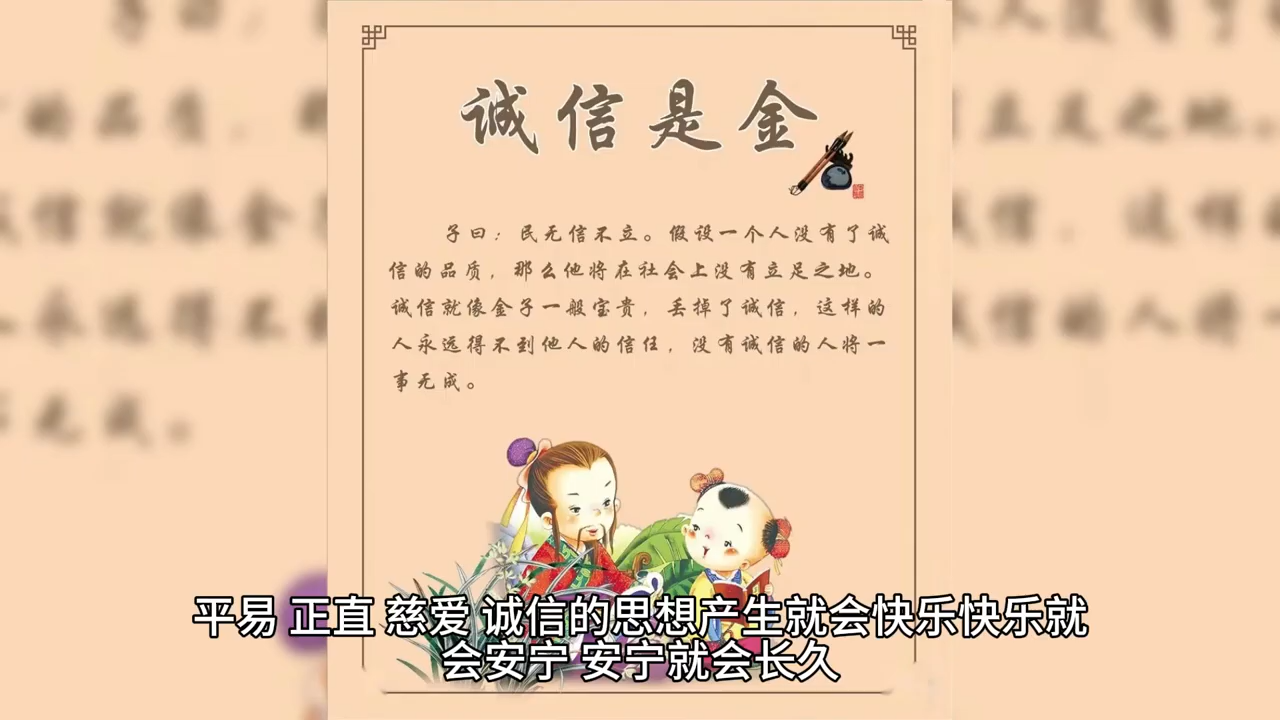 诚信是金
子曰：民无信不立。假设一个人没有了诚
信的品质，那么他将在社会上没有立足之地。
诚信就像金子一般宝贵，丢掉了诚信，这样的
人永远得不到他人的信任，没有诚信的人将一
事无成。
平易 正直 慈爱 诚信的思想产生就会快乐快乐就
会安宁 安宁就会长久